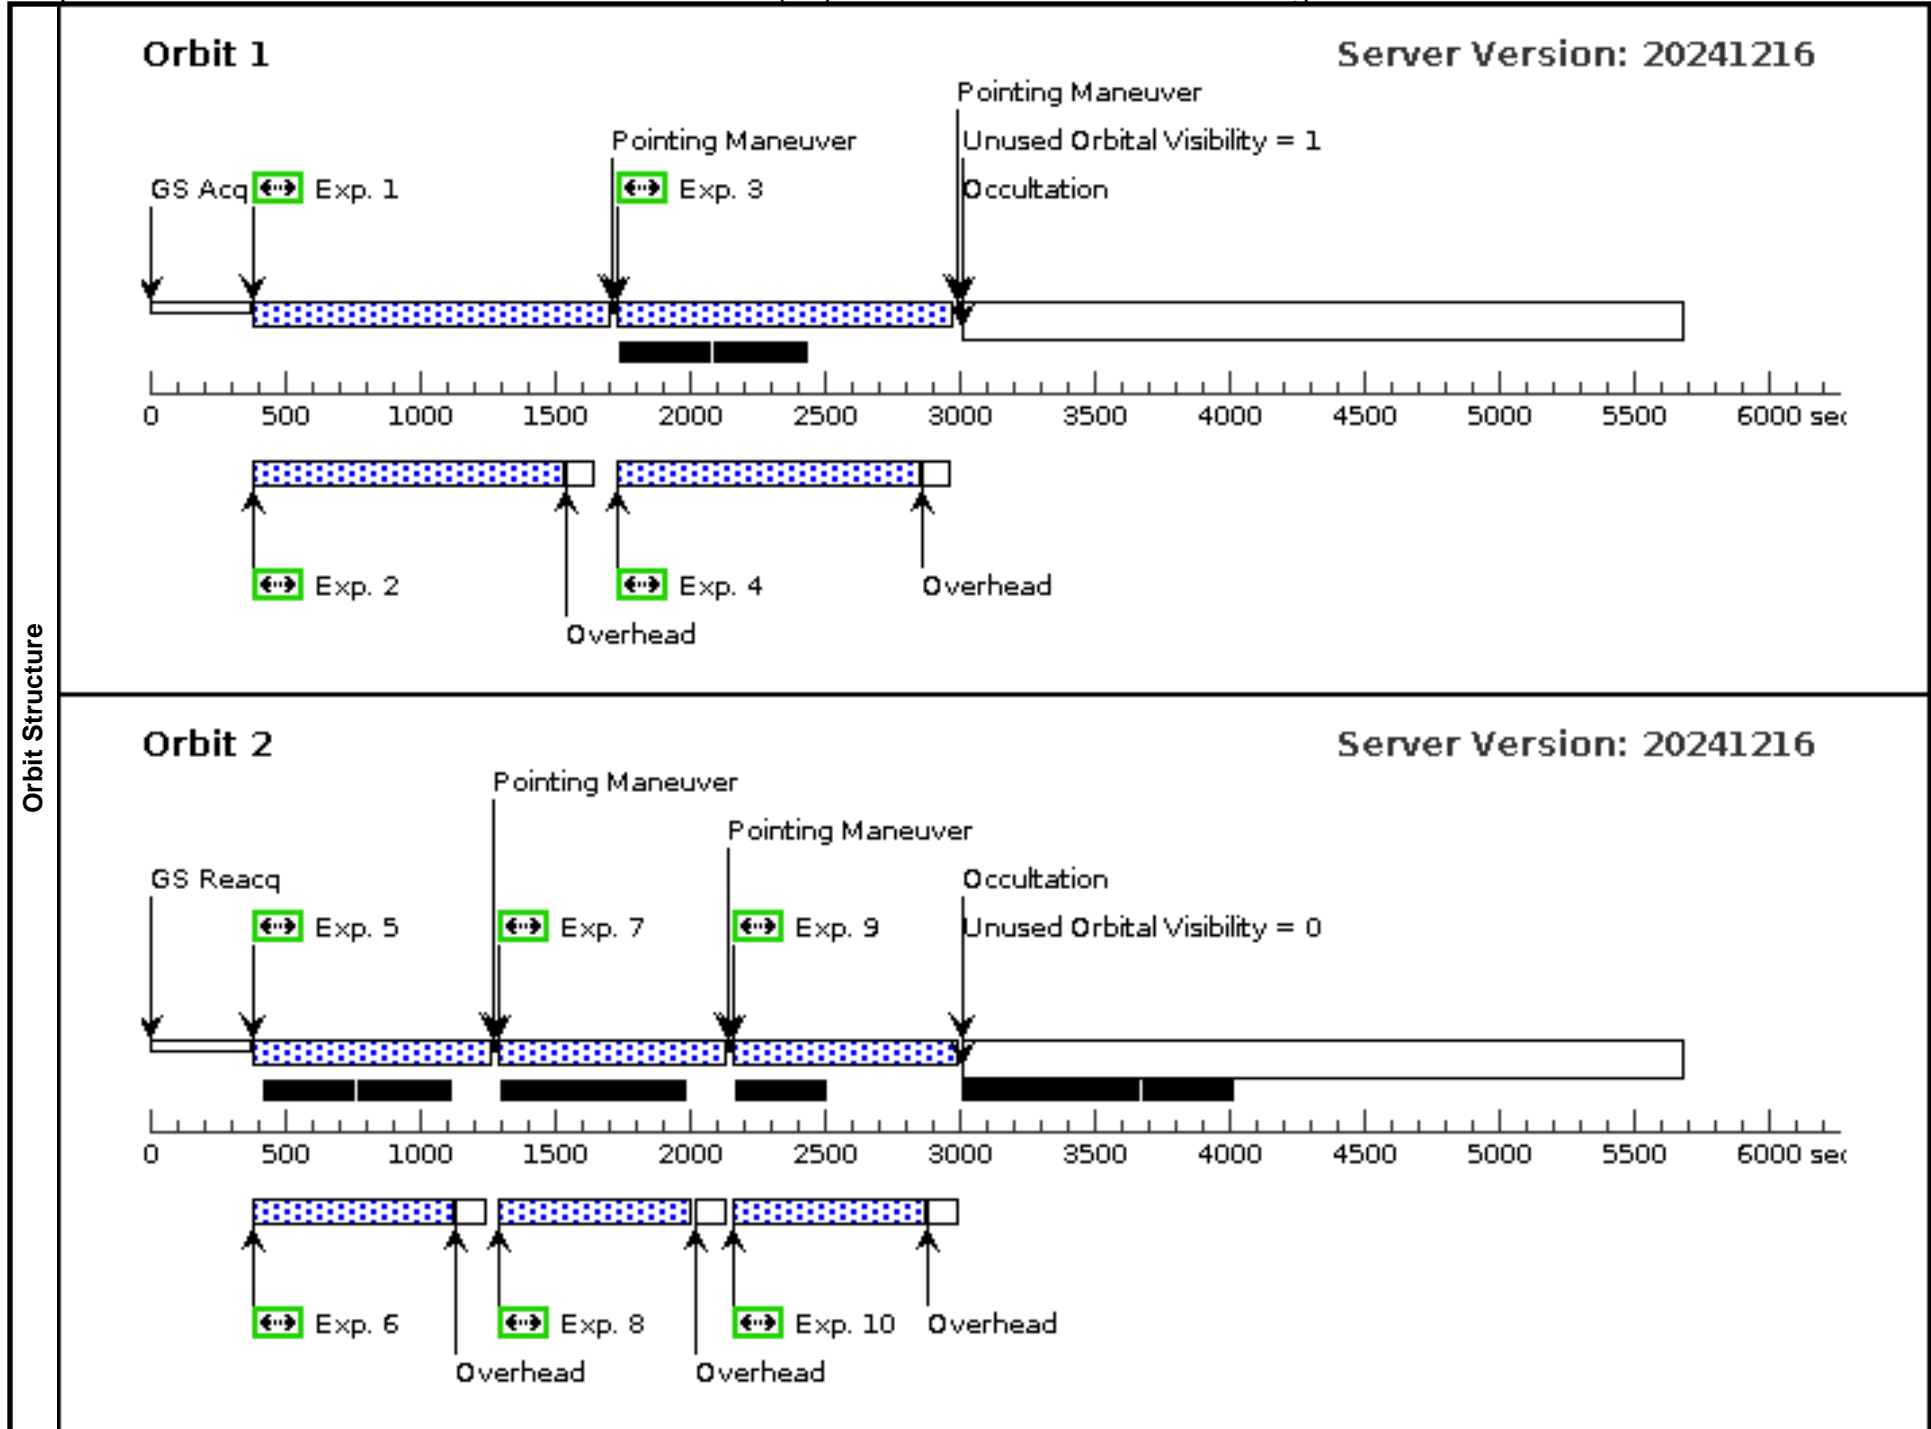 Orbit Structure
Orbit 1
Server Version: 20241216
Pointing Maneuver
Pointing Maneuver
Unused Orbital Visibility = 1
GS Acq
Exp. 1
Exp. 3
Occultation
0 500 1000 1500 2000 2500 3000 3500 4000 4500 5000 5500 6000 sec
Exp. 2
Exp. 4
Overhead
Overhead
Orbit 2
Server Version: 20241216
Pointing Maneuver
Pointing Maneuver
GS Reacq
Occultation
Exp. 5
Exp. 7
Exp. 9
Unused Orbital Visibility = 0
0 500 1000 1500 2000 2500 3000 3500 4000 4500 5000 5500 6000 sec
Exp. 6
Exp. 8
Exp. 10
Overhead
Overhead
Overhead